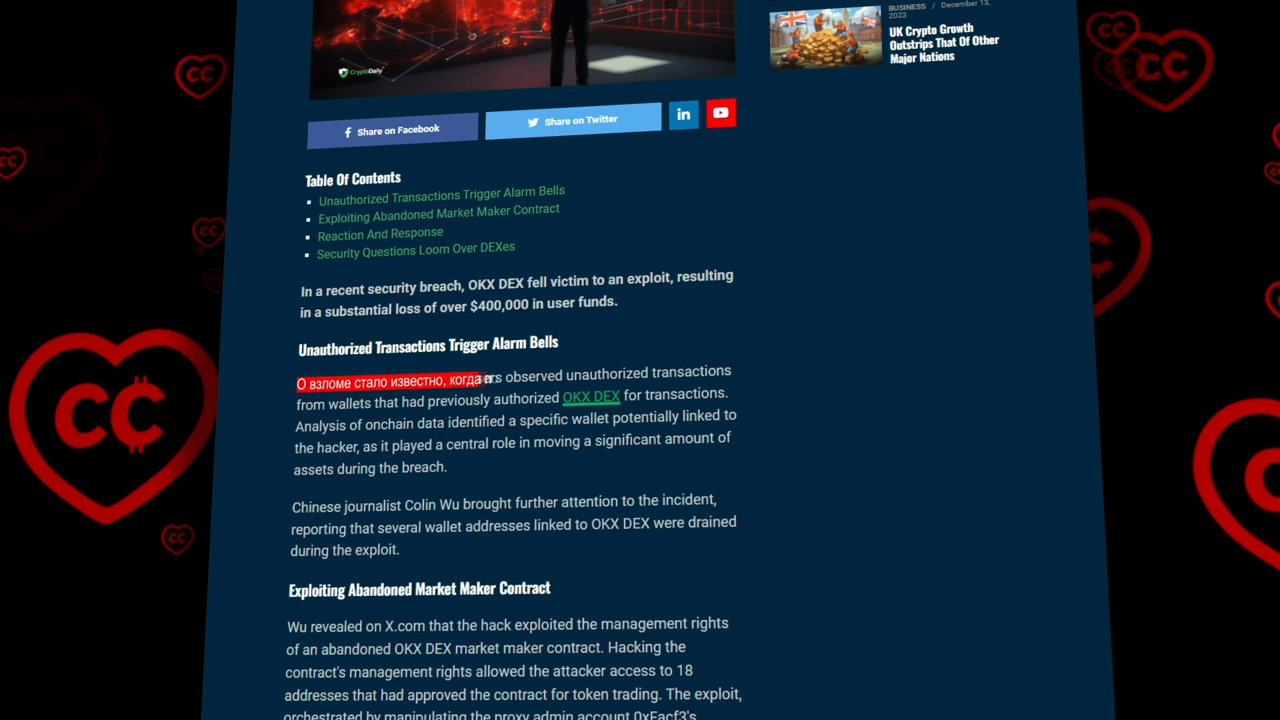 CryptoDaily
BUSINESS / December 13,
2023
UK Crypto Growth
Outstrips That Of Other
Major Nations
Share on Facebook
Share on Twitter
in
Table Of Contents
Unauthorized Transactions Trigger Alarm Bells
Exploiting Abandoned Market Maker Contract
Reaction And Response
Security Questions Loom Over DEXes
In a recent security breach, OKX DEX fell victim to an exploit, resulting
in a substantial loss of over $400,000 in user funds.
Unauthorized Transactions Trigger Alarm Bells
О взломе стало известно, когда observed unauthorized transactions
from wallets that had previously authorized OKX DEX for transactions.
Analysis of onchain data identified a specific wallet potentially linked to
the hacker, as it played a central role in moving a significant amount of
assets during the breach.
Chinese journalist Colin Wu brought further attention to the incident,
reporting that several wallet addresses linked to OKX DEX were drained
during the exploit.
Exploiting Abandoned Market Maker Contract
Wu revealed on X.com that the hack exploited the management rights
of an abandoned OKX DEX market maker contract. Hacking the
contract's management rights allowed the attacker access to 18
addresses that had approved the contract for token trading. The exploit,
orchestrated by manipulating the proxy admin account 0xFacf3's